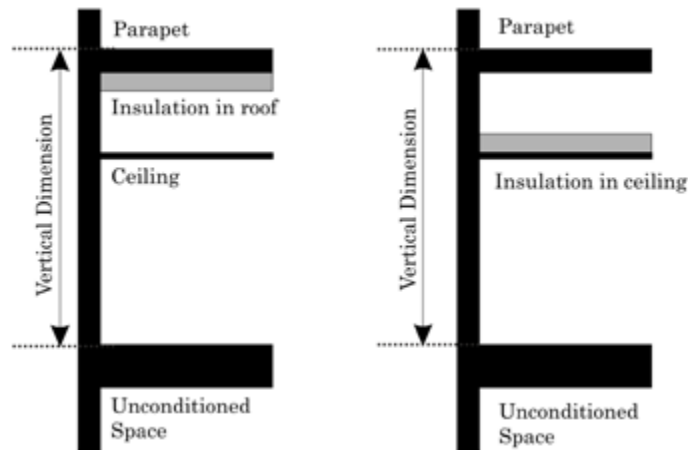 Parapet
Insulation in roof
Ceiling
Vertical Dimension
Unconditioned
Space
Parapet
Insulation in ceiling
Vertical Dimension
Unconditioned
Space